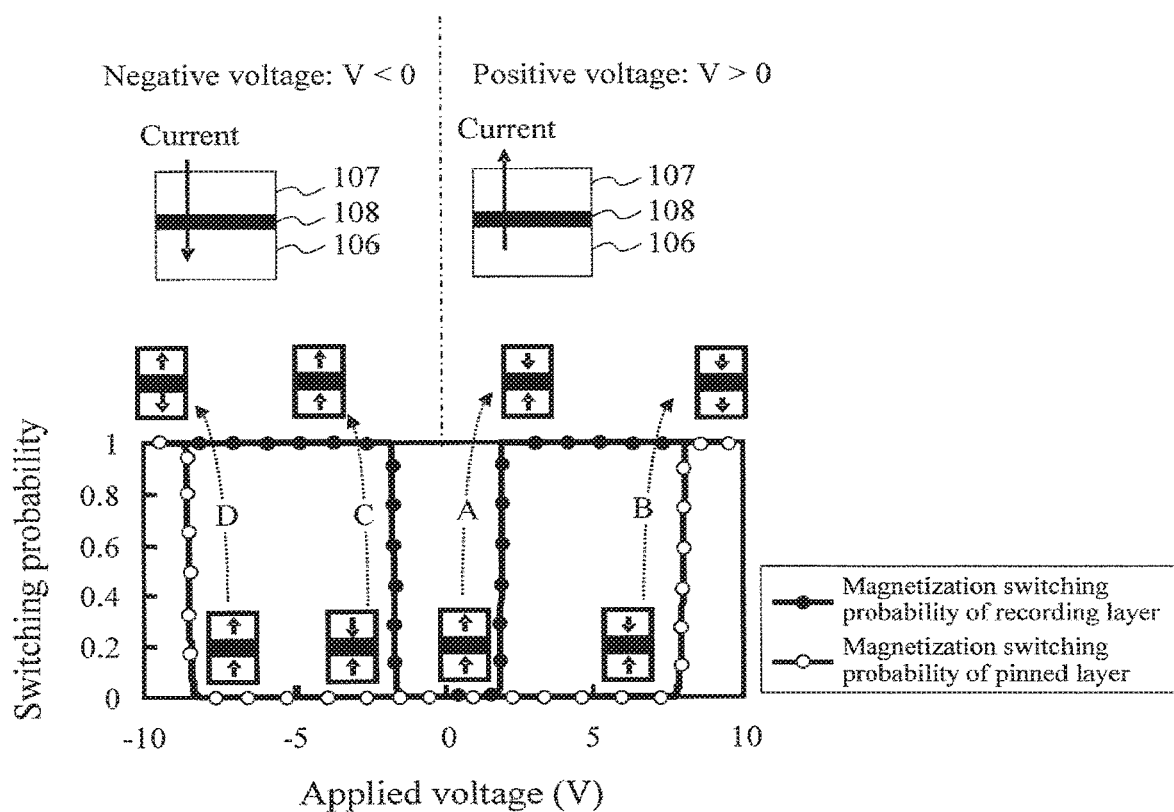 Negative voltage: V < 0
Positive voltage: V > 0
Current
Current
107
108
106
107
108
106
Switching probability
1
0.8
0.6
0.4
0.2
0
D
C
A
B
-10
-5
0
5
10
Applied voltage (V)
Magnetization switching
probability of recording layer
Magnetization switching
probability of pinned layer